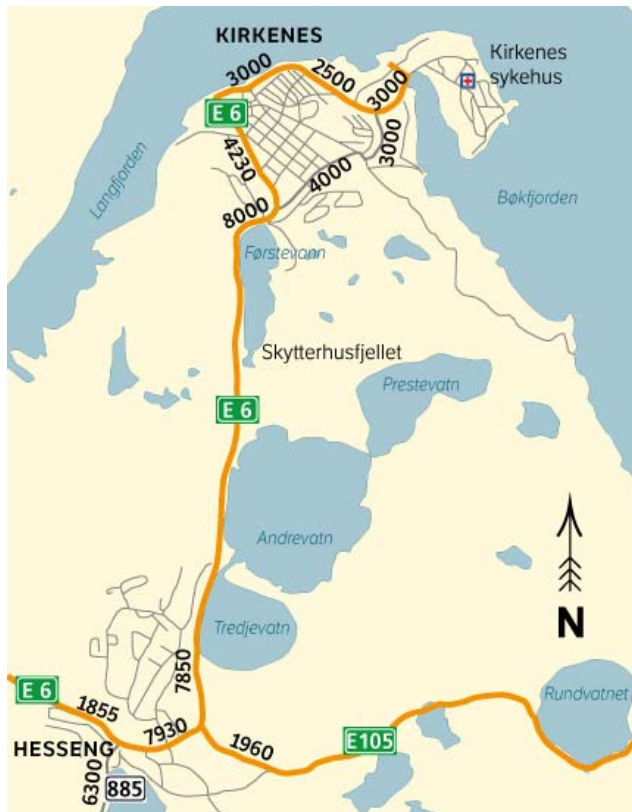 KIRKENES
Kirkenes
sykehus
3000
2500
3000
E 6
3000
4230
4000
Langfjorden
Bøkfjorden
8000
Førstevann
Skytterhusfjellet
Prestevatn
E 6
Andrevatn
N
Tredjevatn
7850
E 6
1855
Rundvatnet
7930
1960
E105
HESSENG
6300
885